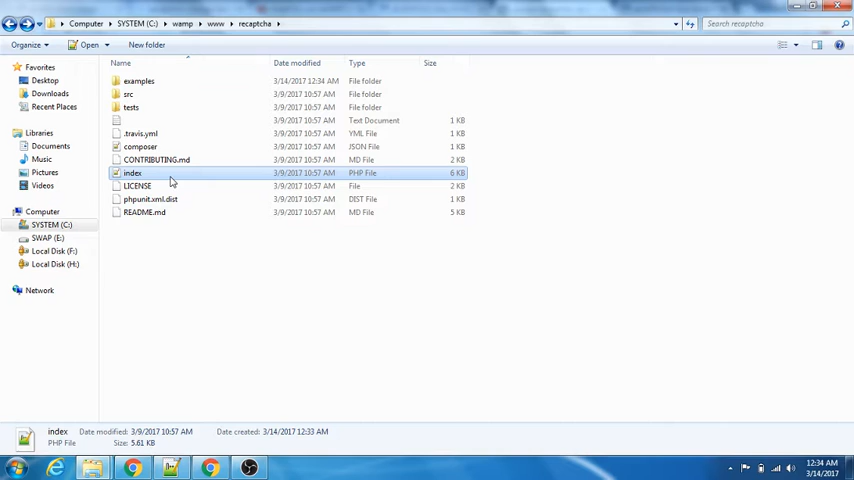 Computer ▸ SYSTEM (C:) ▸ wamp ▸ www ▸ recaptcha ▸
Search recaptcha
Organize Open New folder
Name Date modified Type Size
Favorites
Desktop
Downloads
Recent Places
Libraries
Documents
Music
Pictures
Videos
Computer
SYSTEM (C:)
SWAP (E:)
Local Disk (F:)
Local Disk (H:)
Network
examples 3/14/2017 12:34 AM File folder
src 3/9/2017 10:57 AM File folder
tests 3/9/2017 10:57 AM File folder
3/9/2017 10:57 AM Text Document 1 KB
.travis.yml 3/9/2017 10:57 AM YML File 1 KB
composer 3/9/2017 10:57 AM JSON File 1 KB
CONTRIBUTING.md 3/9/2017 10:57 AM MD File 2 KB
index 3/9/2017 10:57 AM PHP File 6 KB
LICENSE 3/9/2017 10:57 AM File 2 KB
phpunit.xml.dist 3/9/2017 10:57 AM DIST File 1 KB
README.md 3/9/2017 10:57 AM MD File 5 KB
index Date modified: 3/9/2017 10:57 AM Date created: 3/14/2017 12:33 AM
PHP File Size: 5.61 KB
12:34 AM
3/14/2017